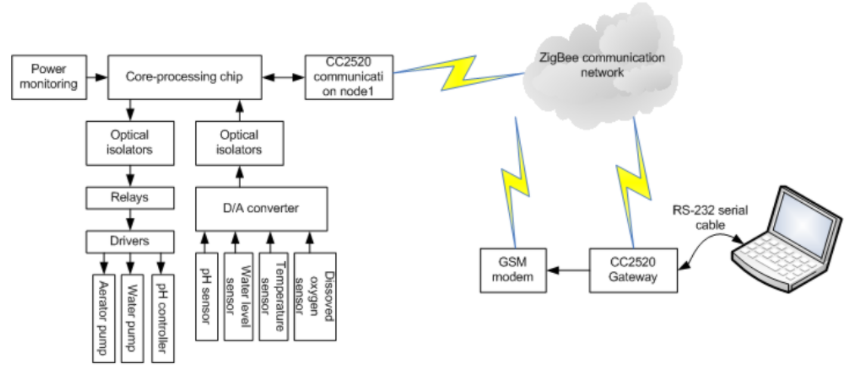 Power
monitoring
Core-processing chip
CC2520
communicati
on node1
ZigBee communication
network
Optical
isolators
Optical
isolators
Relays
D/A converter
Drivers
Aerator pump
Water pump
pH controller
pH sensor
Water level
sensor
Temperature
sensor
Dissoved
oxygen
sensor
GSM
modem
CC2520
Gateway
RS-232 serial
cable